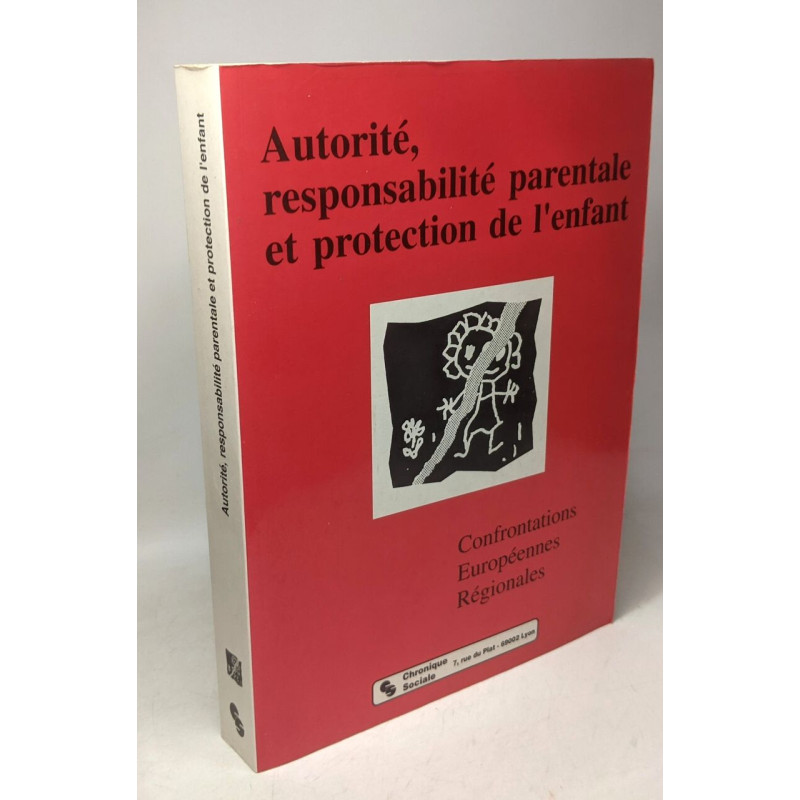 Autorité, responsabilité parentale et protection de l'enfant
Autorité,
responsabilité parentale
et protection de l'enfant
Confrontations
Européennes
Régionales
Chronique
Sociale
7, rue du Plat - 69002 Lyon